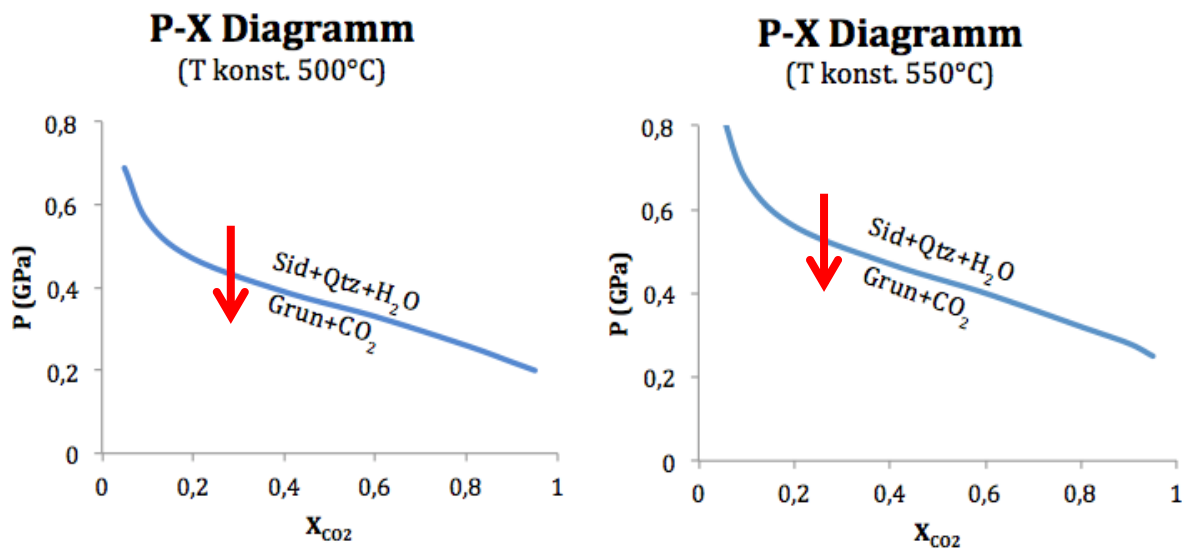 P-X Diagramm
(T konst. 500°C)
P (GPa)
0,8
0,6
0,4
0,2
0
Sid+Qtz+H2O
Grun+CO2
0
0,2
0,4
0,6
0,8
1
XCO2
P-X Diagramm
(T konst. 550°C)
P (GPa)
0,8
0,6
0,4
0,2
0
Sid+Qtz+H2O
Grun+CO2
0
0,2
0,4
0,6
0,8
1
XCO2